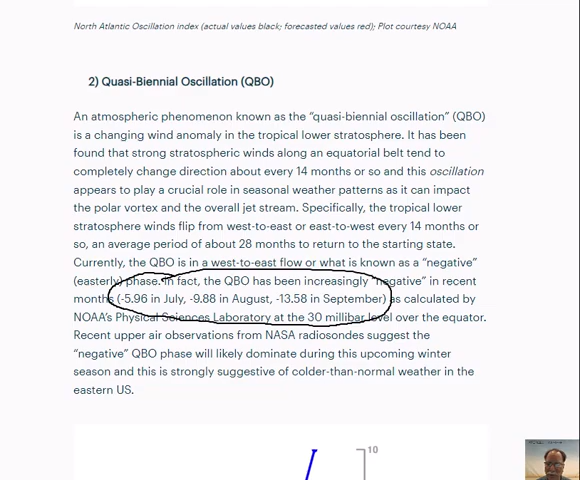 North Atlantic Oscillation index (actual values black; forecasted values red); Plot courtesy NOAA
2) Quasi-Biennial Oscillation (QBO)
An atmospheric phenomenon known as the “quasi-biennial oscillation” (QBO)
is a changing wind anomaly in the tropical lower stratosphere. It has been
found that strong stratospheric winds along an equatorial belt tend to
completely change direction about every 14 months or so and this oscillation
appears to play a crucial role in seasonal weather patterns as it can impact
the polar vortex and the overall jet stream. Specifically, the tropical lower
stratosphere winds flip from west-to-east or east-to-west every 14 months or
so, an average period of about 28 months to return to the starting state.
Currently, the QBO is in a west-to-east flow or what is known as a “negative”
(easterly) phase. In fact, the QBO has been increasingly “negative” in recent
months (-5.96 in July, -9.88 in August, -13.58 in September) as calculated by
NOAA’s Physical Sciences Laboratory at the 30 millibar level over the equator.
Recent upper air observations from NASA radiosondes suggest the
“negative” QBO phase will likely dominate during this upcoming winter
season and this is strongly suggestive of colder-than-normal weather in the
eastern US.
10